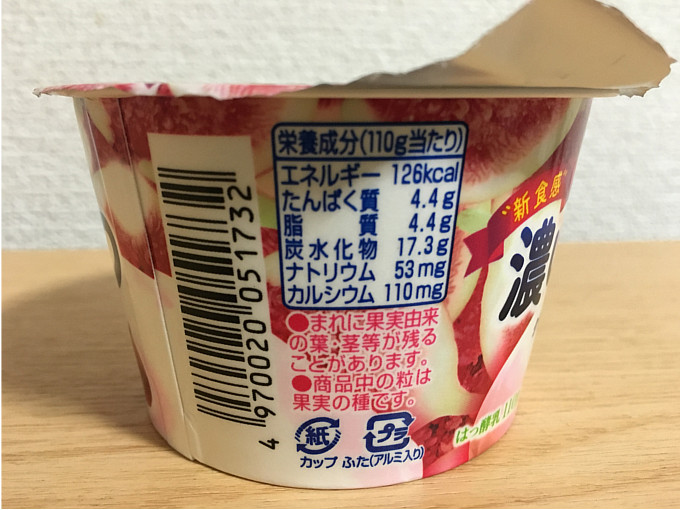 栄養成分(110g当たり)
エネルギー 126kcal
たんぱく質 4.4g
脂 質 4.4g
炭水化物 17.3g
ナトリウム 53mg
カルシウム 110mg
●まれに果実由来
の葉・茎等が残る
ことがあります。
●商品中の粒は
果実の種です。
紙 プラ
カップ ふた(アルミ入り)
4 970020 051732
"新食感"
濃
はっ酵乳 110